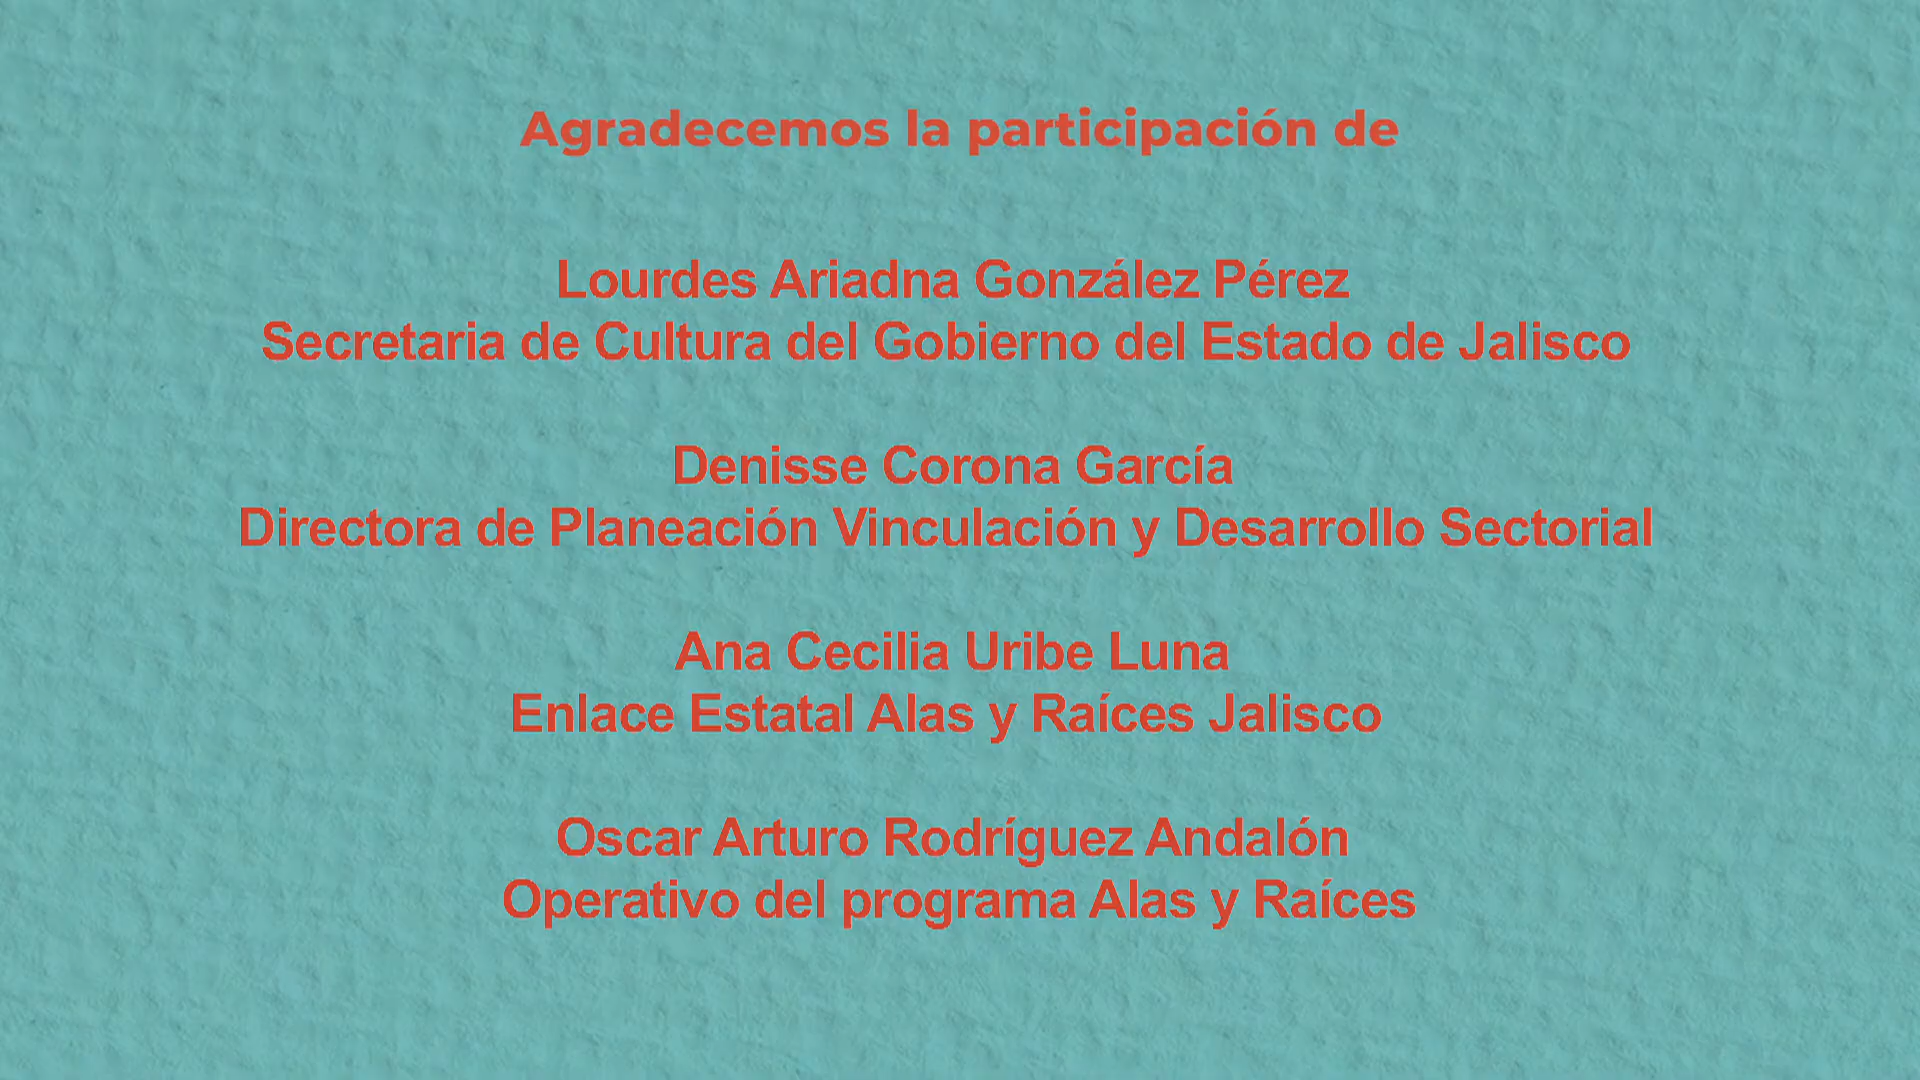 Agradecemos la participación de
Lourdes Ariadna González Pérez
Secretaria de Cultura del Gobierno del Estado de Jalisco
Denisse Corona García
Directora de Planeación Vinculación y Desarrollo Sectorial
Ana Cecilia Uribe Luna
Enlace Estatal Alas y Raíces Jalisco
Oscar Arturo Rodríguez Andalón
Operativo del programa Alas y Raíces